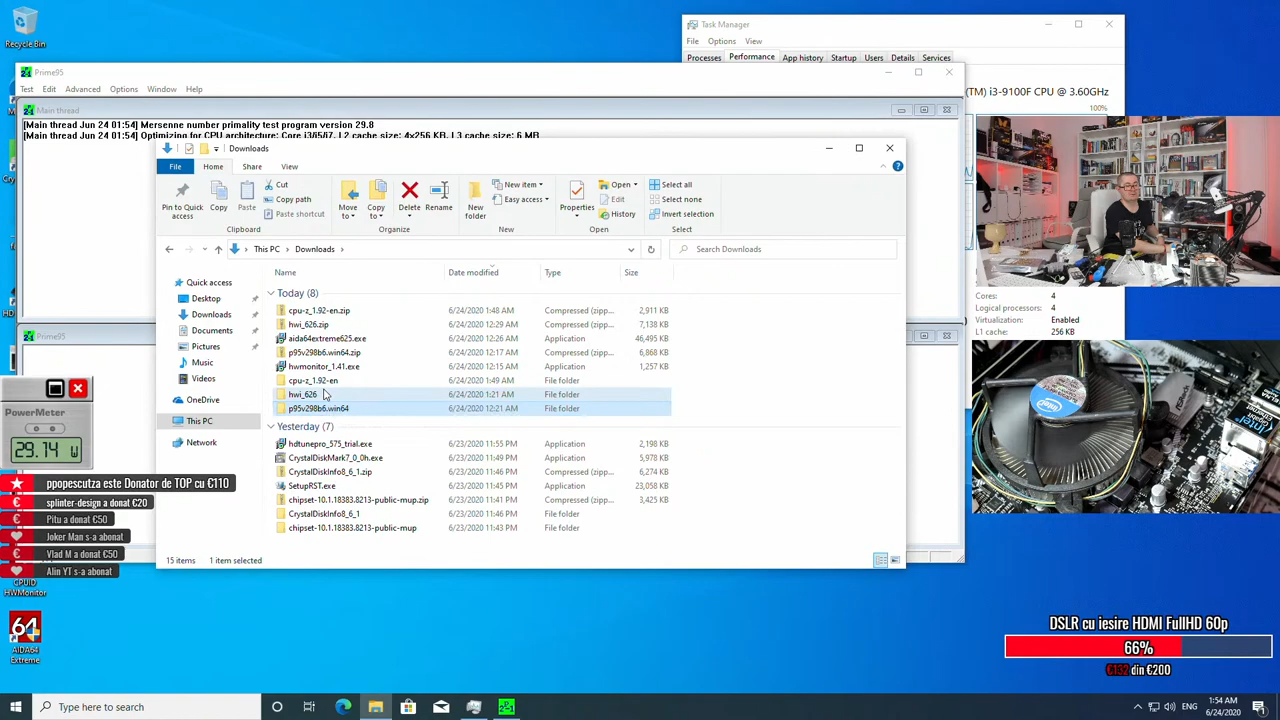 Recycle Bin
Task Manager
File Options View
Processes Performance App history Startup Users Details Services
(TM) i3-9100F CPU @ 3.60GHz
100%
Prime95
Test Edit Advanced Options Window Help
Main thread
[Main thread Jun 24 01:54] Mersenne number primality test program version 29.8
[Main thread Jun 24 01:54] Optimizing for CPU architecture: Core i3/i5/i7, L2 cache size: 4x256 KB, L3 cache size: 6 MB
Downloads
File Home Share View
Pin to Quick access
Copy
Paste
Cut
Copy path
Paste shortcut
Move to
Copy to
Delete
Rename
New folder
New item
Easy access
Properties
Open
Edit
History
Select all
Select none
Invert selection
Clipboard Organize New Open Select
This PC Downloads
Search Downloads
Name Date modified Type Size
Quick access
Desktop
Downloads
Documents
Pictures
Music
Videos
OneDrive
This PC
Network
Today (8)
cpu-z_1.92-en.zip 6/24/2020 1:48 AM Compressed (zipp... 2,911 KB
hwi_626.zip 6/24/2020 12:29 AM Compressed (zipp... 7,138 KB
aida64extreme625.exe 6/24/2020 12:26 AM Application 46,495 KB
p95v298b6.win64.zip 6/24/2020 12:17 AM Compressed (zipp... 6,868 KB
hwmonitor_1.41.exe 6/24/2020 12:15 AM Application 1,257 KB
cpu-z_1.92-en 6/24/2020 1:49 AM File folder
hwi_626 6/24/2020 1:21 AM File folder
p95v298b6.win64 6/24/2020 12:21 AM File folder
Yesterday (7)
hdtunepro_575_trial.exe 6/23/2020 11:55 PM Application 2,198 KB
CrystalDiskMark7_0_0h.exe 6/23/2020 11:49 PM Application 5,978 KB
CrystalDiskInfo8_6_1.zip 6/23/2020 11:46 PM Compressed (zipp... 6,274 KB
SetupRST.exe 6/23/2020 11:45 PM Application 23,058 KB
chipset-10.1.18383.8213-public-mup.zip 6/23/2020 11:45 PM Compressed (zipp... 3,425 KB
CrystalDiskInfo8_6_1 6/23/2020 11:46 PM File folder
chipset-10.1.18383.8213-public-mup 6/23/2020 11:43 PM File folder
15 items 1 item selected
Prime95
Cores: 4
Logical processors: 4
Virtualization: Enabled
L1 cache: 256 KB
PowerMeter
29.14 W
ppopescutza este Donator de TOP cu €110
splinter-design a donat €20
Pitu a donat €50
Joker Man s-a abonat
Vlad M a donat €50
Alin YT s-a abonat
CPUID
HWMonitor
64
AIDA64
Extreme
intel
DSLR cu iesire HDMI FullHD 60p
66%
€132 din €200
Type here to search
ENG
1:54 AM
6/24/2020